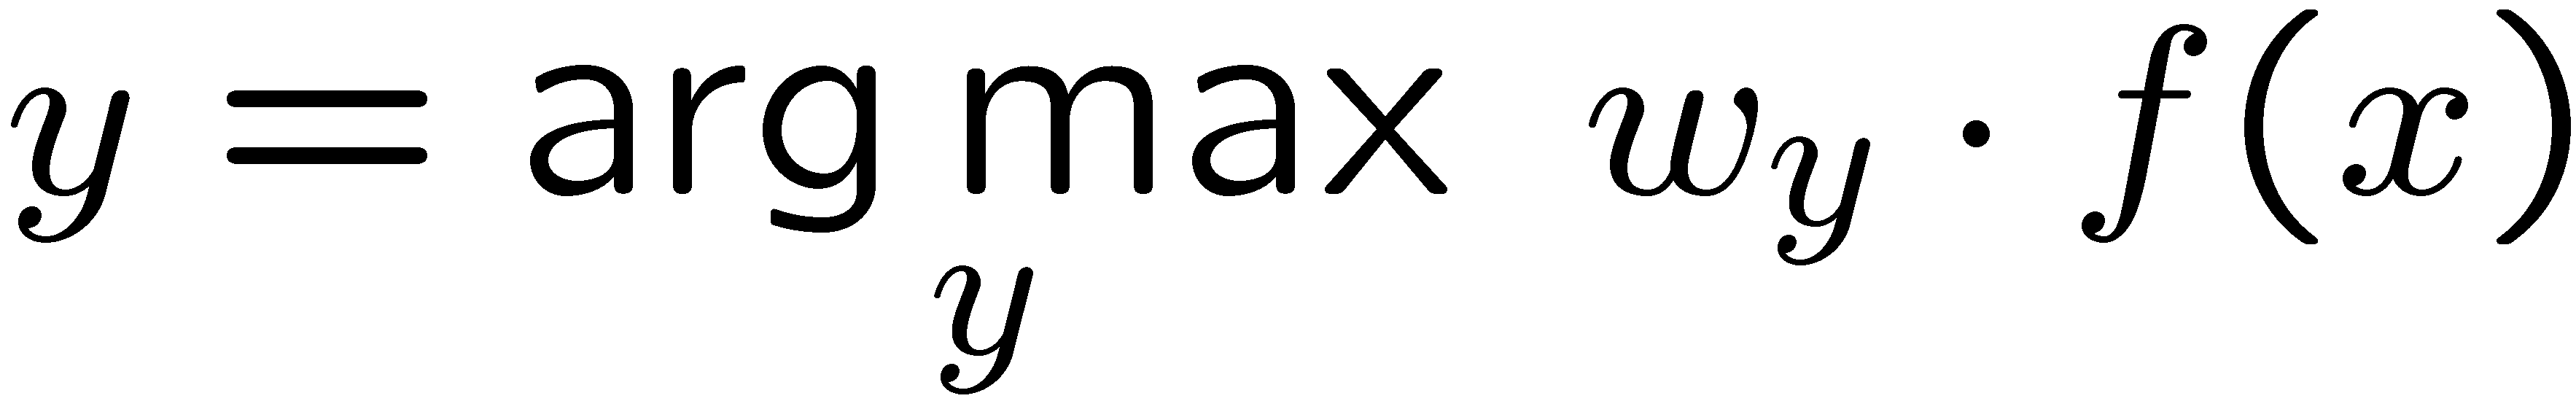 y = arg max w_y · f(x)
y